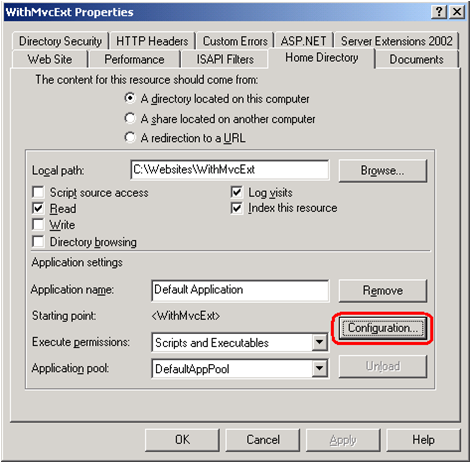 WithMvcExt Properties
Directory Security HTTP Headers Custom Errors ASP.NET Server Extensions 2002
Web Site Performance ISAPI Filters Home Directory Documents
The content for this resource should come from:
A directory located on this computer
A share located on another computer
A redirection to a URL
Local path: C:\Websites\WithMvcExt Browse...
Script source access Log visits
Read Index this resource
Write
Directory browsing
Application settings
Application name: Default Application Remove
Starting point: <WithMvcExt> Configuration...
Execute permissions: Scripts and Executables
Application pool: DefaultAppPool Unload
OK Cancel Apply Help